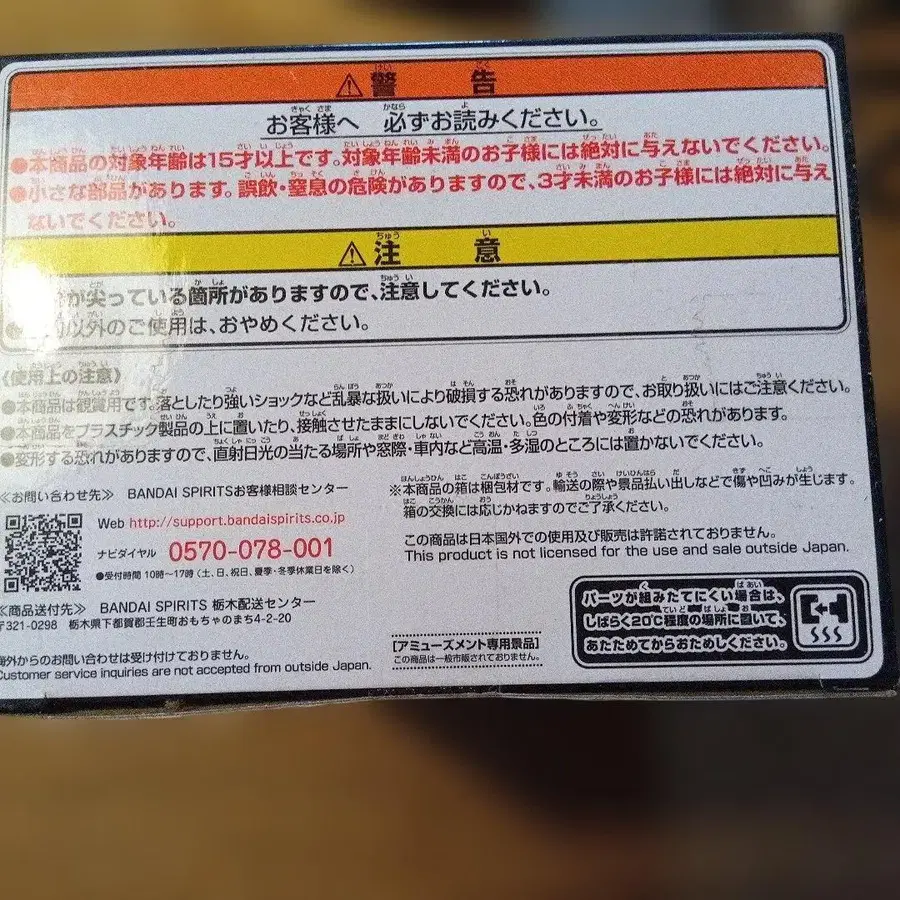 ⚠警告
お客様へ 必ずお読みください。
●本商品の対象年齢は15才以上です。対象年齢未満のお子様には絶対に与えないでください。
●小さな部品があります。誤飲・窒息の危険がありますので、3才未満のお子様には絶対に与え
ないでください。
⚠注意
が尖っている箇所がありますので、注意してください。
以外のご使用は、おやめください。
〈使用上の注意〉
●本商品は観賞用です。落としたり強いショックなど乱暴な扱いにより破損する恐れがありますので、お取り扱いにはご注意ください。
●本商品をプラスチック製品の上に置いたり、接触させたままにしないでください。色の付着や変形などの恐れがあります。
●変形する恐れがありますので、直射日光の当たる場所や窓際・車内など高温・多湿のところには置かないでください。
≪お問い合わせ先≫ BANDAI SPIRITSお客様相談センター
Web http://support.bandaispirits.co.jp
ナビダイヤル 0570-078-001
●受付時間 10時〜17時(土、日、祝日、夏季・冬季休業日を除く)
≪商品送付先≫ BANDAI SPIRITS 栃木配送センター
〒321-0298 栃木県下都賀郡壬生町おもちゃのまち4-2-20
海外からのお問い合わせは受け付けておりません。
Customer service inquiries are not accepted from outside Japan.
※本商品の箱は梱包材です。輸送の際や景品払い出しなどで傷や凹みが生じます。
箱の交換には応じかねますのでご了承ください。
この商品は日本国外での使用及び販売は許諾されておりません。
This product is not licensed for the use and sale outside Japan.
[アミューズメント専用景品]
この商品は一般市販されておりません。
パーツが組みたてにくい場合は、
しばらく20℃程度の場所に置いて、
あたためてからおためしください。